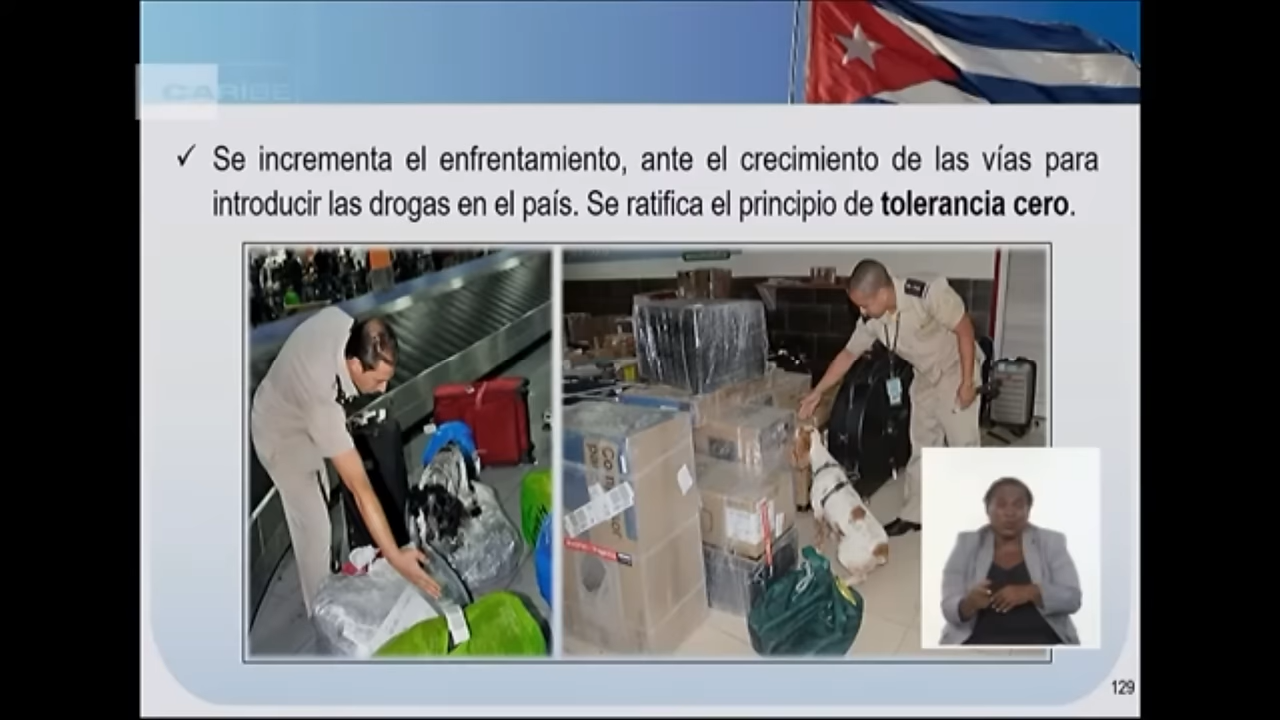 CARIBE
✓ Se incrementa el enfrentamiento, ante el crecimiento de las vías para
introducir las drogas en el país. Se ratifica el principio de tolerancia cero.
129